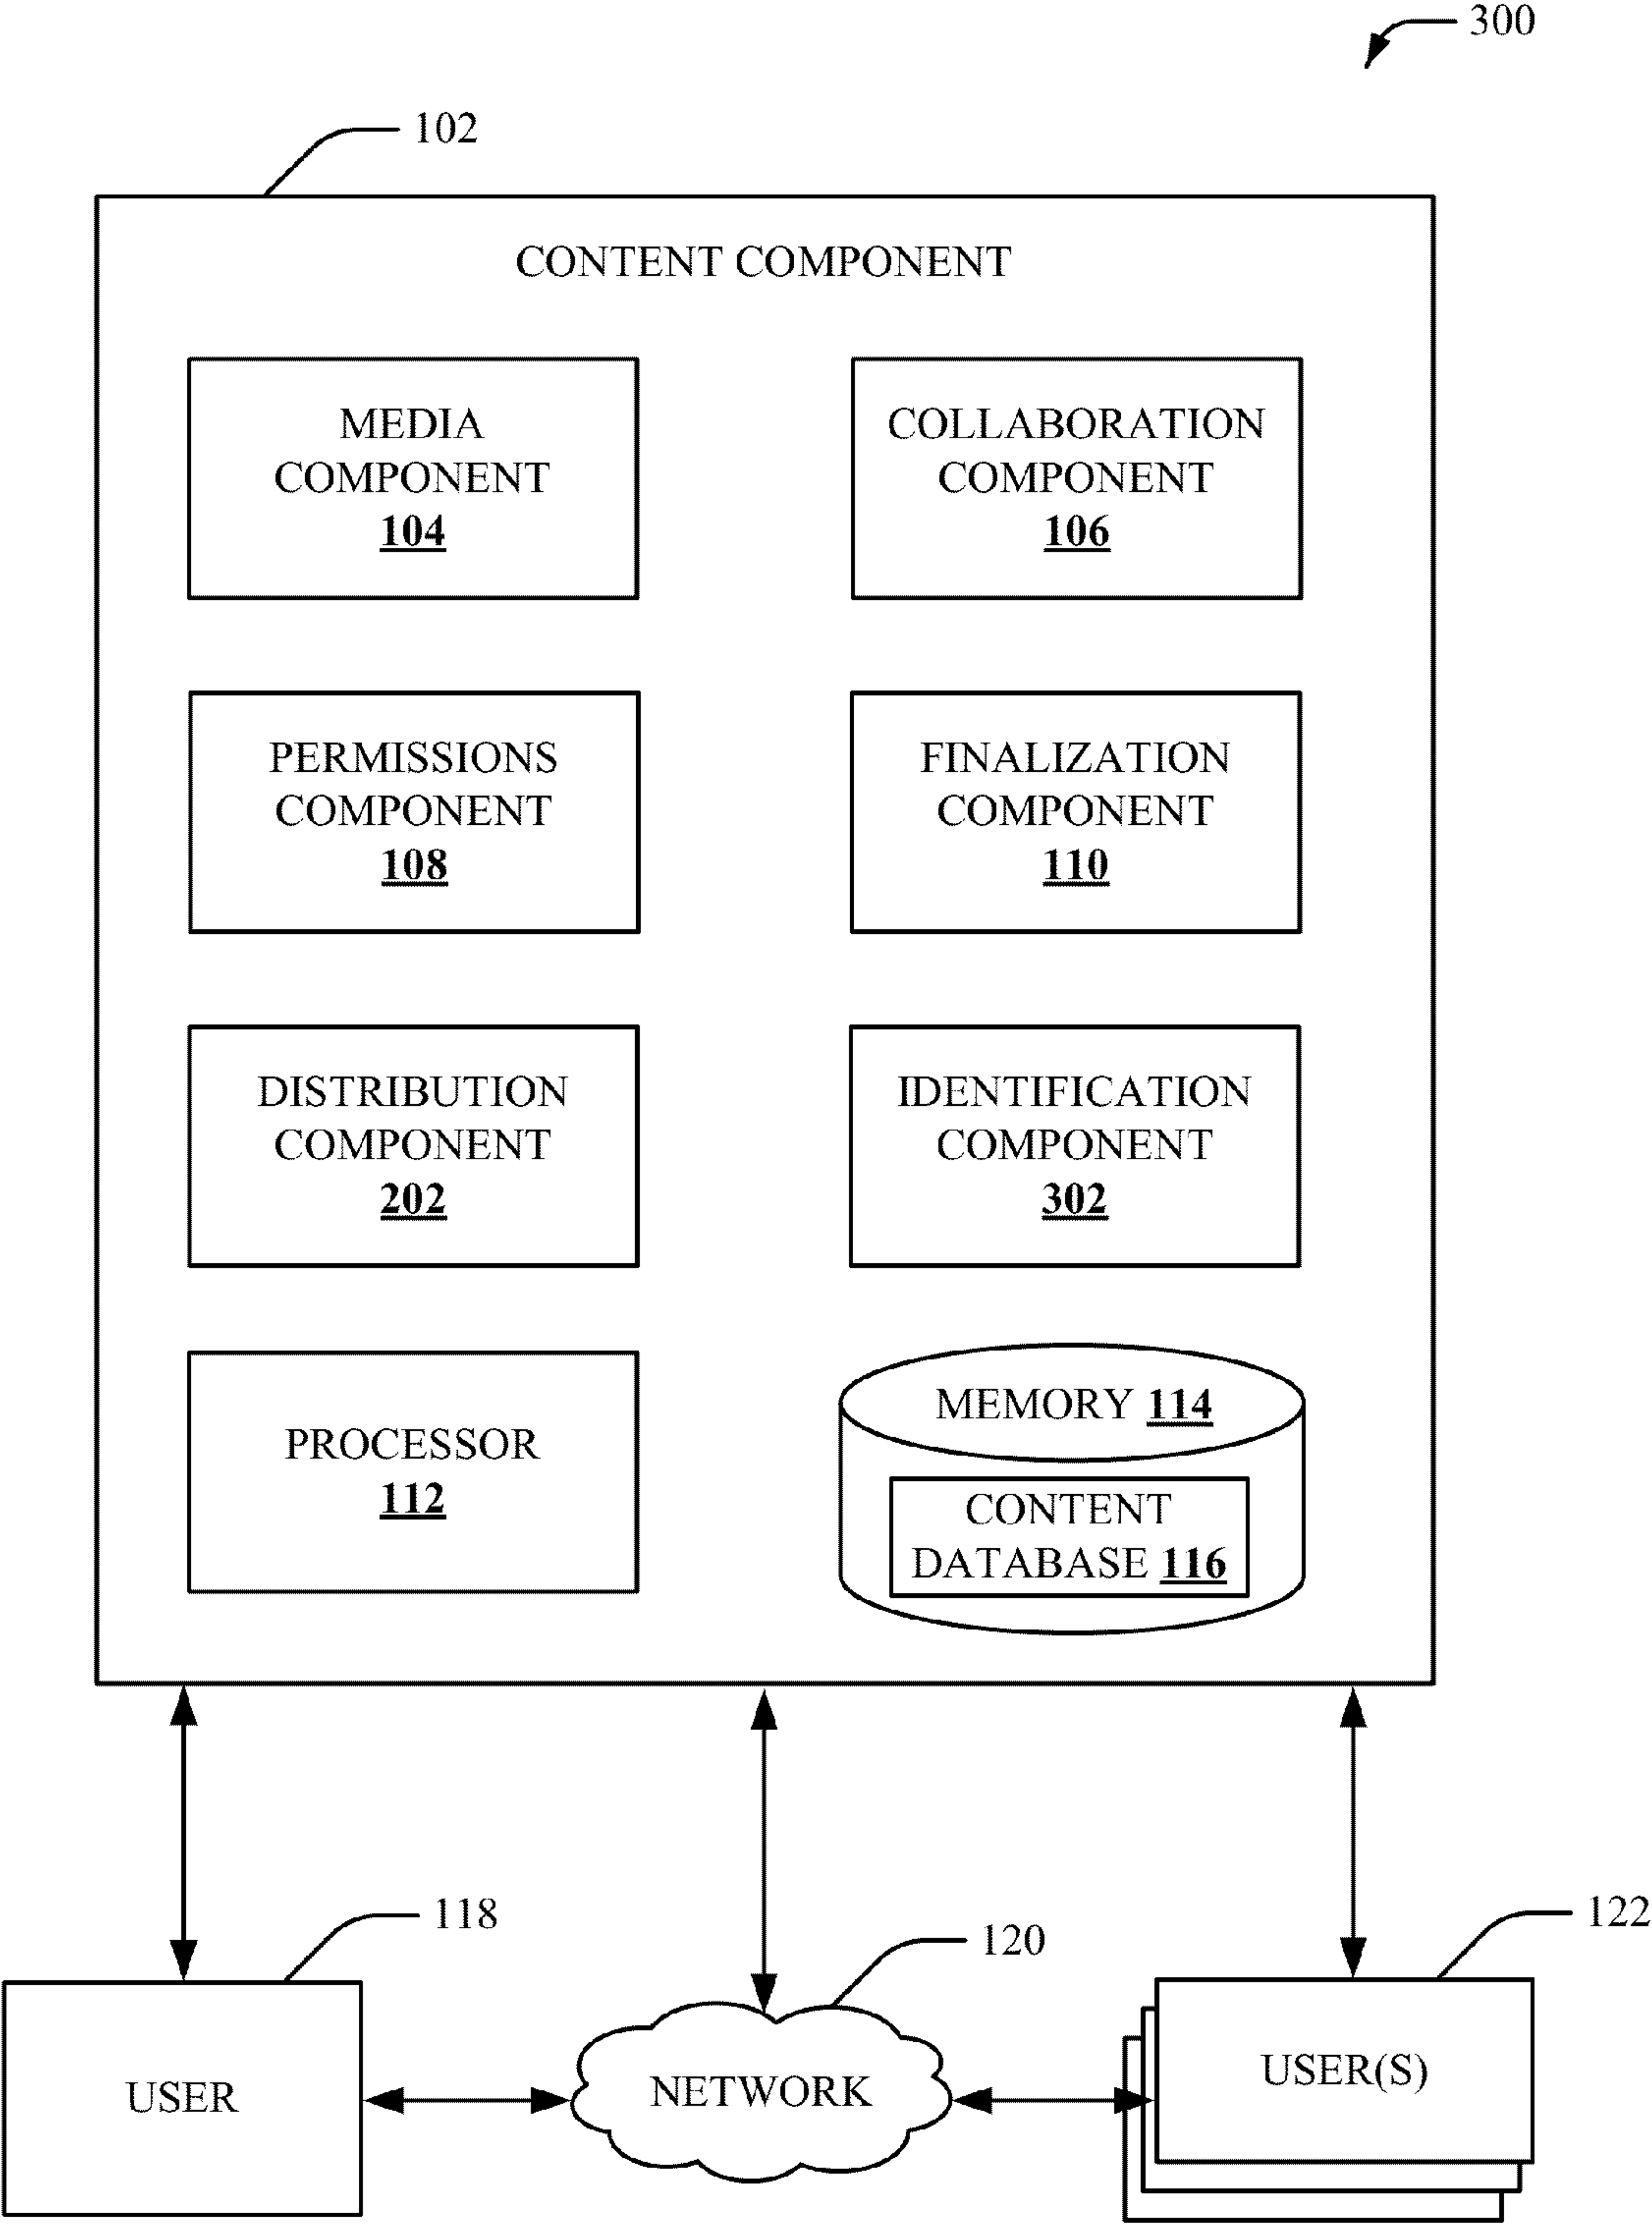 300
102
CONTENT COMPONENT
MEDIA
COMPONENT
104
COLLABORATION
COMPONENT
106
PERMISSIONS
COMPONENT
108
FINALIZATION
COMPONENT
110
DISTRIBUTION
COMPONENT
202
IDENTIFICATION
COMPONENT
302
PROCESSOR
112
MEMORY 114
CONTENT
DATABASE 116
118
120
122
USER
NETWORK
USER(S)